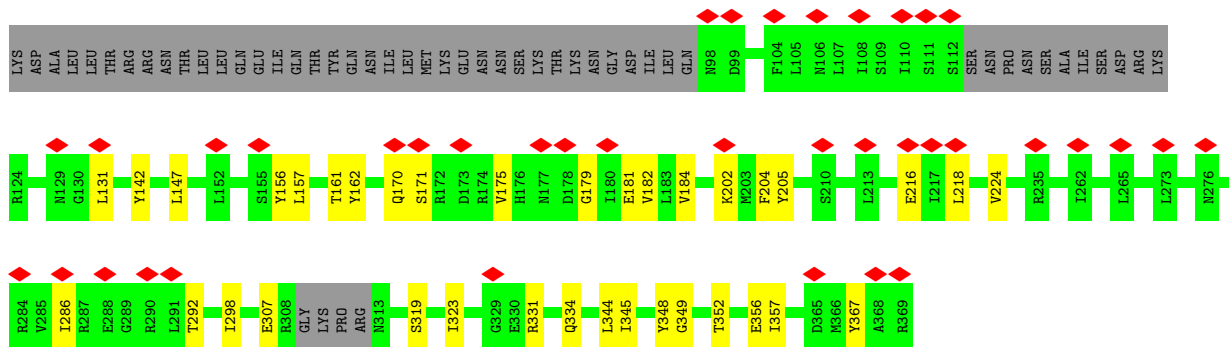 LYS ASP ALA LEU LEU THR ARG ARG ASN THR LEU LEU GLN GLU ILE GLN THR TYR GLN ASN ILE LEU MET LYS GLU ASN ASN SER LYS THR LYS ASN GLY ASP ILE LEU GLN N98 D99 F104 L105 N106 L107 I108 S109 I110 S111 S112 SER ASN PRO ASN SER ALA ILE SER ASP ARG LYS
R124 N129 G130 L131 Y142 L147 L152 S155 Y156 L157 T161 Y162 Q170 S171 R172 D173 R174 V175 H176 N177 D178 G179 I180 E181 V182 L183 V184 K202 M203 F204 Y205 S210 L213 E216 I217 L218 V224 R235 I262 L265 L273 N276
R284 V285 I286 R287 E288 G289 R290 L291 T292 I298 E307 R308 GLY LYS PRO ARG N313 S319 I323 G329 E330 R331 Q334 L344 I345 Y348 G349 T352 E356 I357 D365 M366 Y367 A368 R369